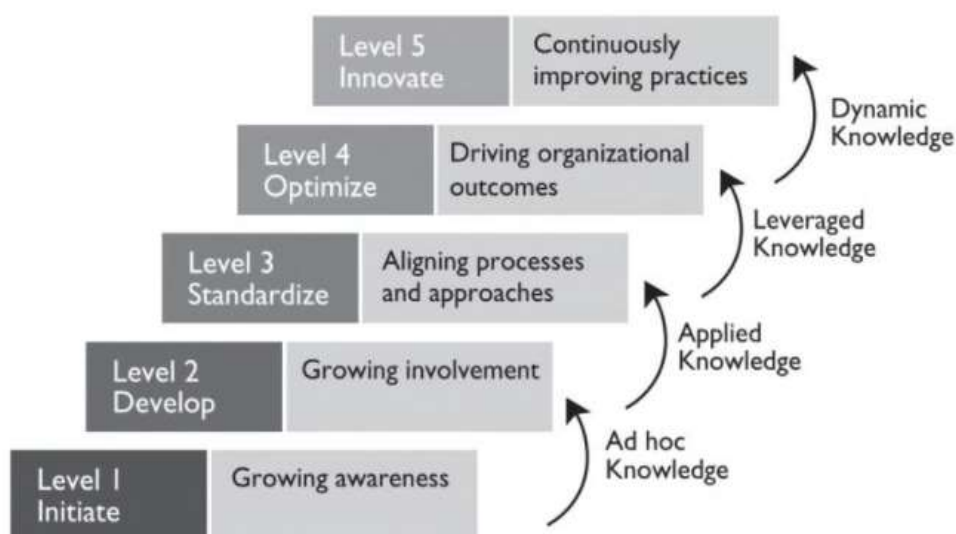 Level 5
Innovate
Continuously
improving practices
Dynamic
Knowledge
Level 4
Optimize
Driving organizational
outcomes
Leveraged
Knowledge
Level 3
Standardize
Aligning processes
and approaches
Applied
Knowledge
Level 2
Develop
Growing involvement
Ad hoc
Knowledge
Level 1
Initiate
Growing awareness